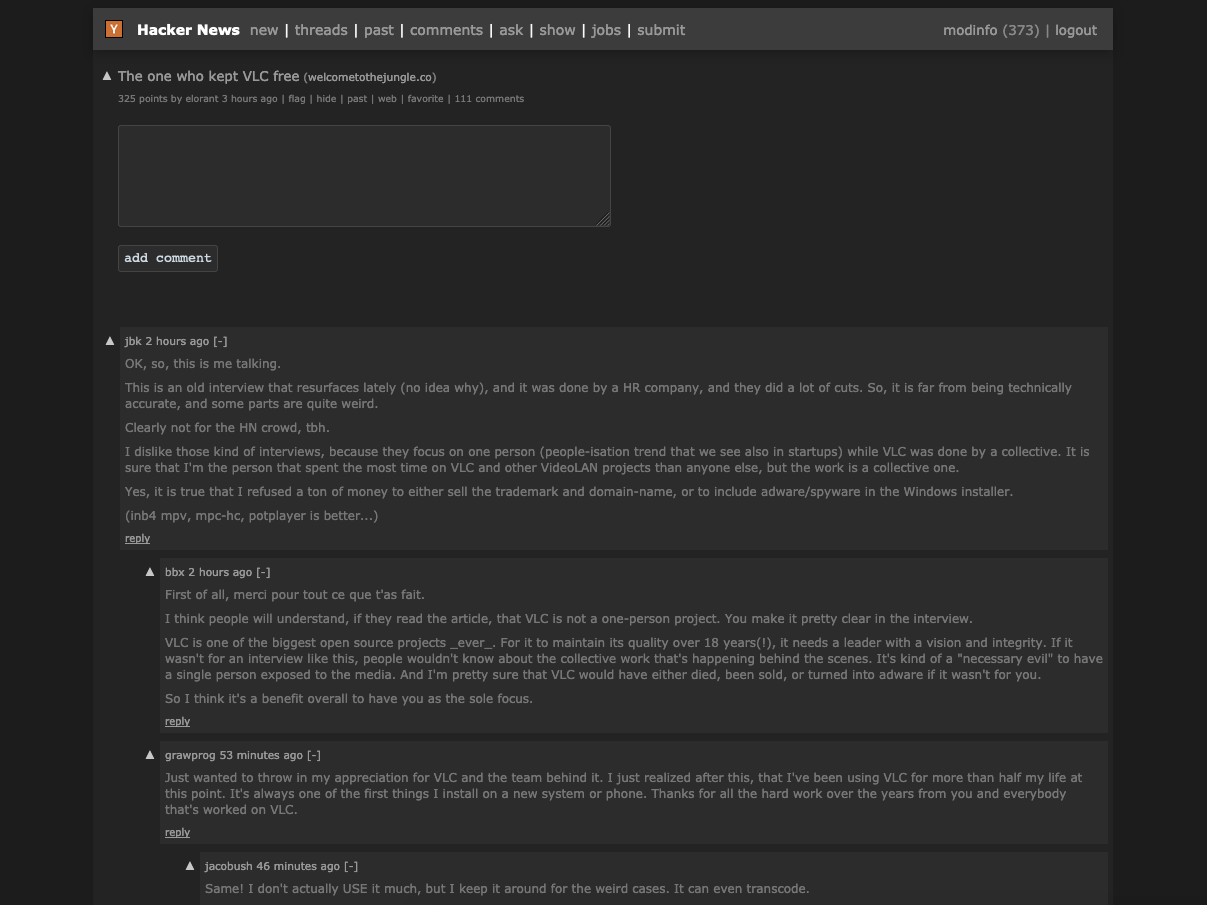 Y Hacker News new | threads | past | comments | ask | show | jobs | submit modinfo (373) | logout
▲ The one who kept VLC free (welcometothejungle.co)
325 points by elorant 3 hours ago | flag | hide | past | web | favorite | 111 comments
add comment
▲ jbk 2 hours ago [-]
OK, so, this is me talking.
This is an old interview that resurfaces lately (no idea why), and it was done by a HR company, and they did a lot of cuts. So, it is far from being technically
accurate, and some parts are quite weird.
Clearly not for the HN crowd, tbh.
I dislike those kind of interviews, because they focus on one person (people-isation trend that we see also in startups) while VLC was done by a collective. It is
sure that I'm the person that spent the most time on VLC and other VideoLAN projects than anyone else, but the work is a collective one.
Yes, it is true that I refused a ton of money to either sell the trademark and domain-name, or to include adware/spyware in the Windows installer.
(inb4 mpv, mpc-hc, potplayer is better...)
reply
▲ bbx 2 hours ago [-]
First of all, merci pour tout ce que t'as fait.
I think people will understand, if they read the article, that VLC is not a one-person project. You make it pretty clear in the interview.
VLC is one of the biggest open source projects _ever_. For it to maintain its quality over 18 years(!), it needs a leader with a vision and integrity. If it
wasn't for an interview like this, people wouldn't know about the collective work that's happening behind the scenes. It's kind of a "necessary evil" to have
a single person exposed to the media. And I'm pretty sure that VLC would have either died, been sold, or turned into adware if it wasn't for you.
So I think it's a benefit overall to have you as the sole focus.
reply
▲ grawprog 53 minutes ago [-]
Just wanted to throw in my appreciation for VLC and the team behind it. I just realized after this, that I've been using VLC for more than half my life at
this point. It's always one of the first things I install on a new system or phone. Thanks for all the hard work over the years from you and everybody
that's worked on VLC.
reply
▲ jacobush 46 minutes ago [-]
Same! I don't actually USE it much, but I keep it around for the weird cases. It can even transcode.